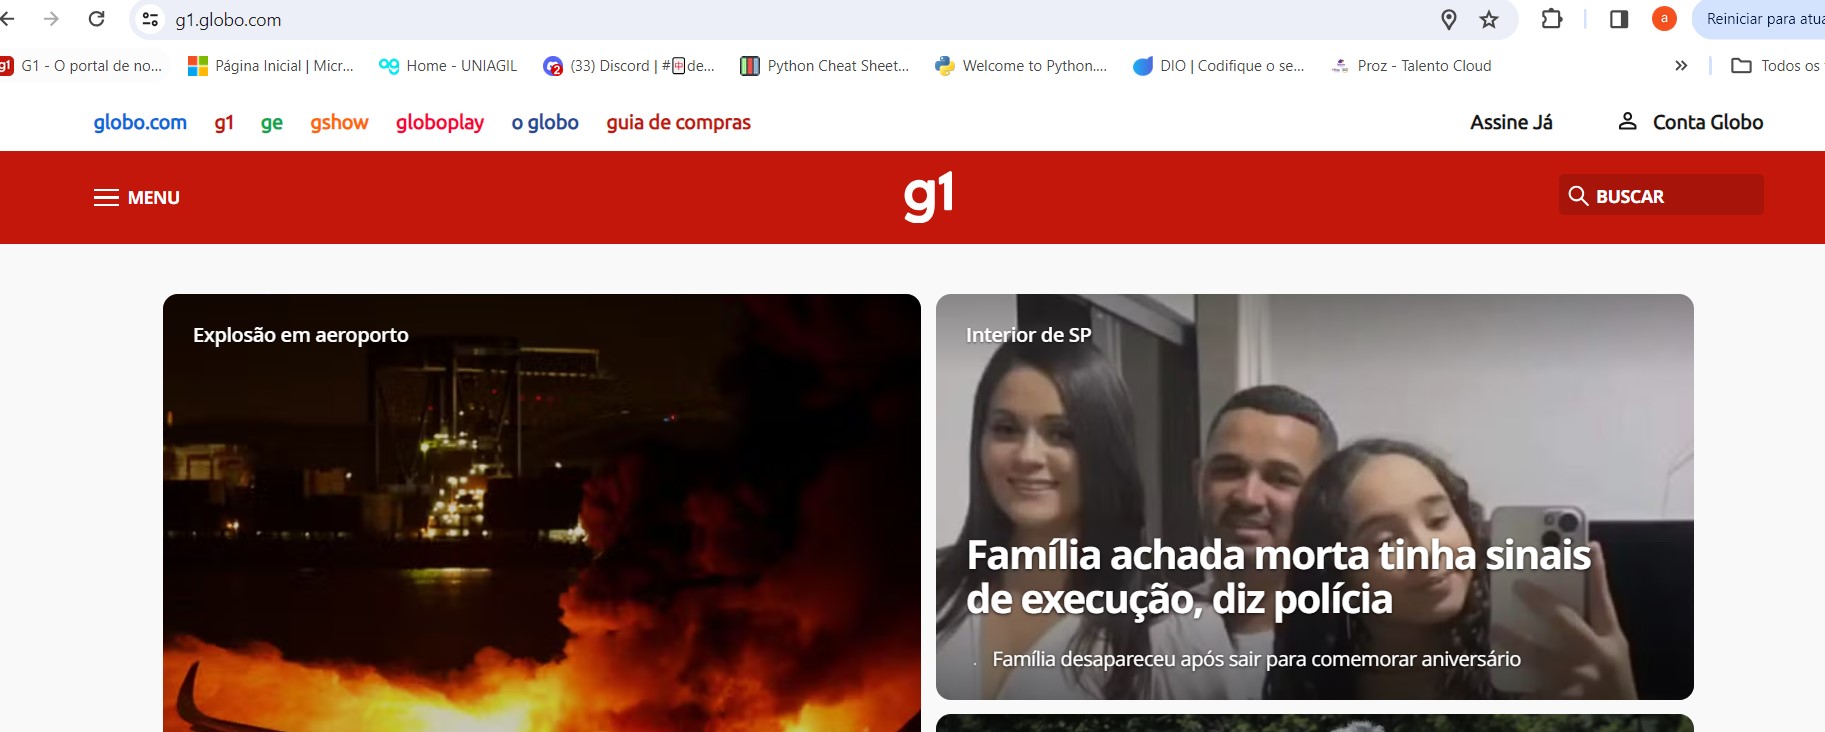 g1.globo.com
Reiniciar para atua
g1 G1 - O portal de no...
Página Inicial | Micr...
Home - UNIAGIL
2 (33) Discord | #🀄de...
Python Cheat Sheet...
Welcome to Python....
DIO | Codifique o se...
Proz - Talento Cloud
»
Todos os
globo.com g1 ge gshow globoplay o globo guia de compras
Assine Já
Conta Globo
MENU
g1
BUSCAR
Explosão em aeroporto
Interior de SP
Família achada morta tinha sinais
de execução, diz polícia
Família desapareceu após sair para comemorar aniversário